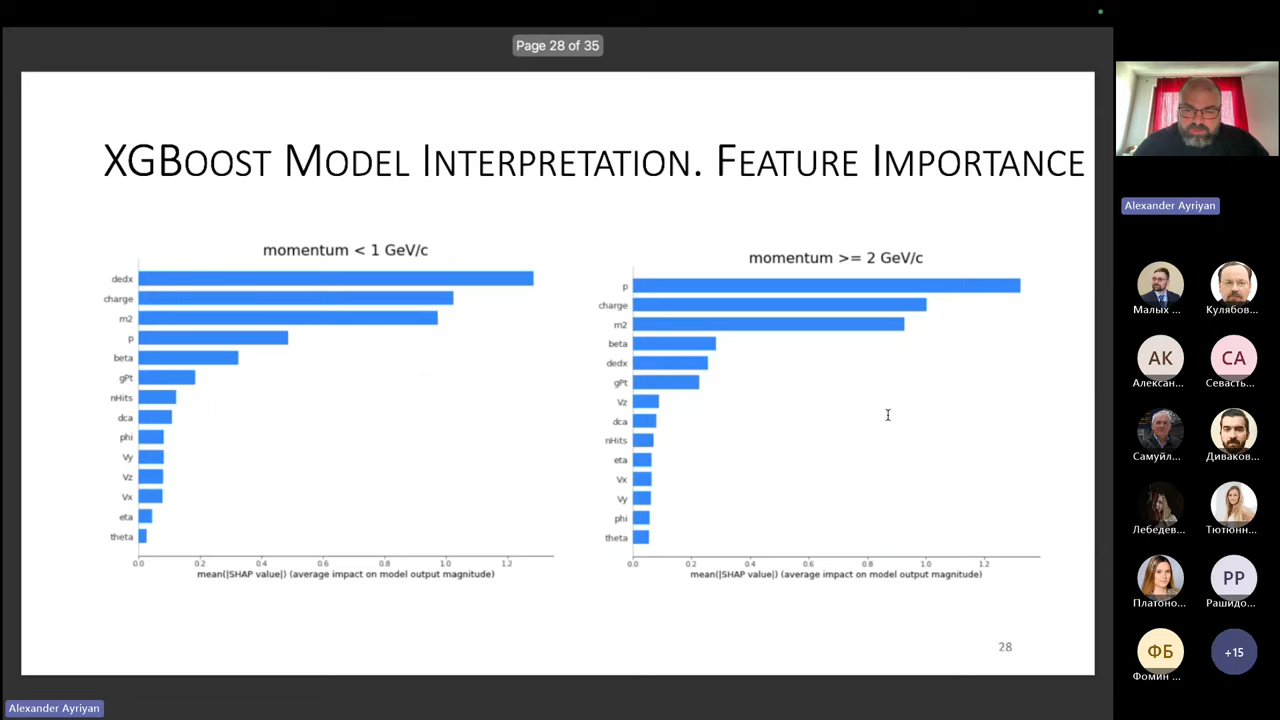 Page 28 of 35
XGBOOST MODEL INTERPRETATION. FEATURE IMPORTANCE
momentum < 1 GeV/c
dedx
charge
m2
p
beta
gPt
nHits
dca
phi
Vy
Vz
Vx
eta
theta
0.0 0.2 0.4 0.6 0.8 1.0 1.2
mean(|SHAP value|) (average impact on model output magnitude)
momentum >= 2 GeV/c
p
charge
m2
beta
dedx
gPt
Vz
dca
nHits
eta
Vx
Vy
phi
theta
0.0 0.2 0.4 0.6 0.8 1.0 1.2
mean(|SHAP value|) (average impact on model output magnitude)
28
Alexander Ayriyan
Alexander Ayriyan
Малых ...
Кулябов...
АК
Алексан...
СА
Севасть...
Самуйл...
Диваков...
Лебедев...
Тютюнн...
Платоно...
РР
Рашидо...
ФБ
Фомин ...
+15